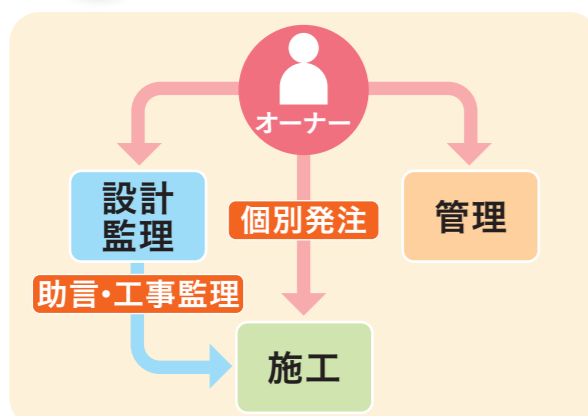 オーナー
設計
監理
個別発注
管理
助言・工事監理
施工